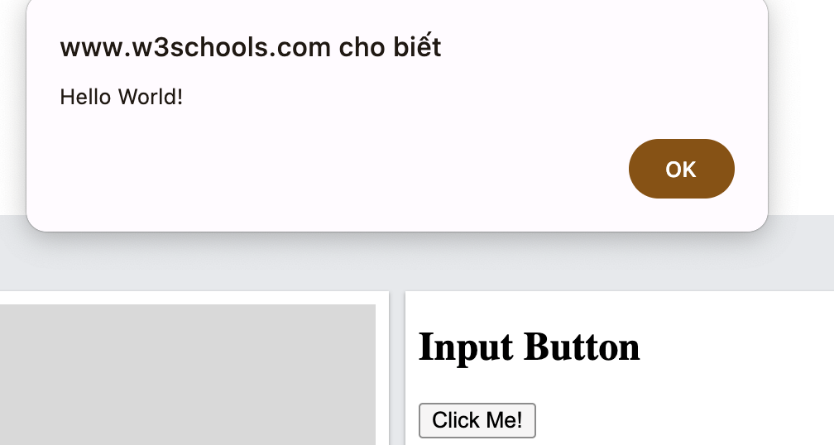 www.w3schools.com cho biết
Hello World!
OK
Input Button
Click Me!